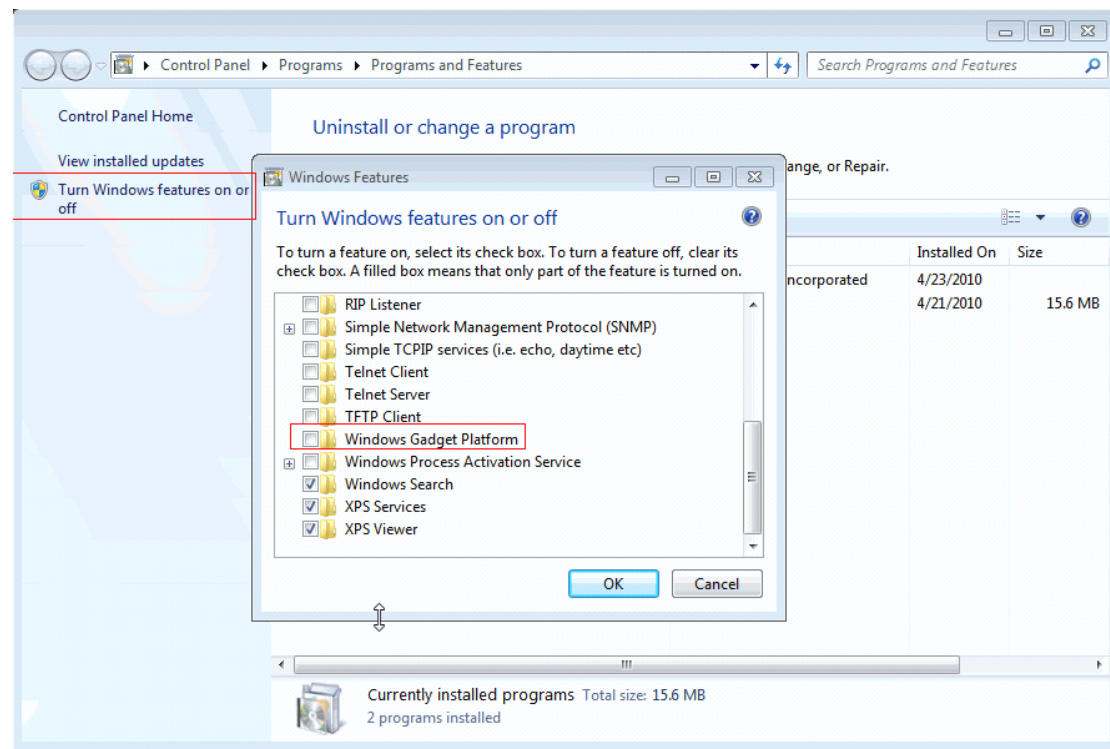 Control Panel ▸ Programs ▸ Programs and Features
Search Programs and Features
Control Panel Home
View installed updates
Turn Windows features on or
off
Uninstall or change a program
ange, or Repair.
Installed On Size
ncorporated 4/23/2010
4/21/2010 15.6 MB
Windows Features
Turn Windows features on or off
To turn a feature on, select its check box. To turn a feature off, clear its
check box. A filled box means that only part of the feature is turned on.
RIP Listener
Simple Network Management Protocol (SNMP)
Simple TCPIP services (i.e. echo, daytime etc)
Telnet Client
Telnet Server
TFTP Client
Windows Gadget Platform
Windows Process Activation Service
Windows Search
XPS Services
XPS Viewer
OK Cancel
Currently installed programs Total size: 15.6 MB
2 programs installed